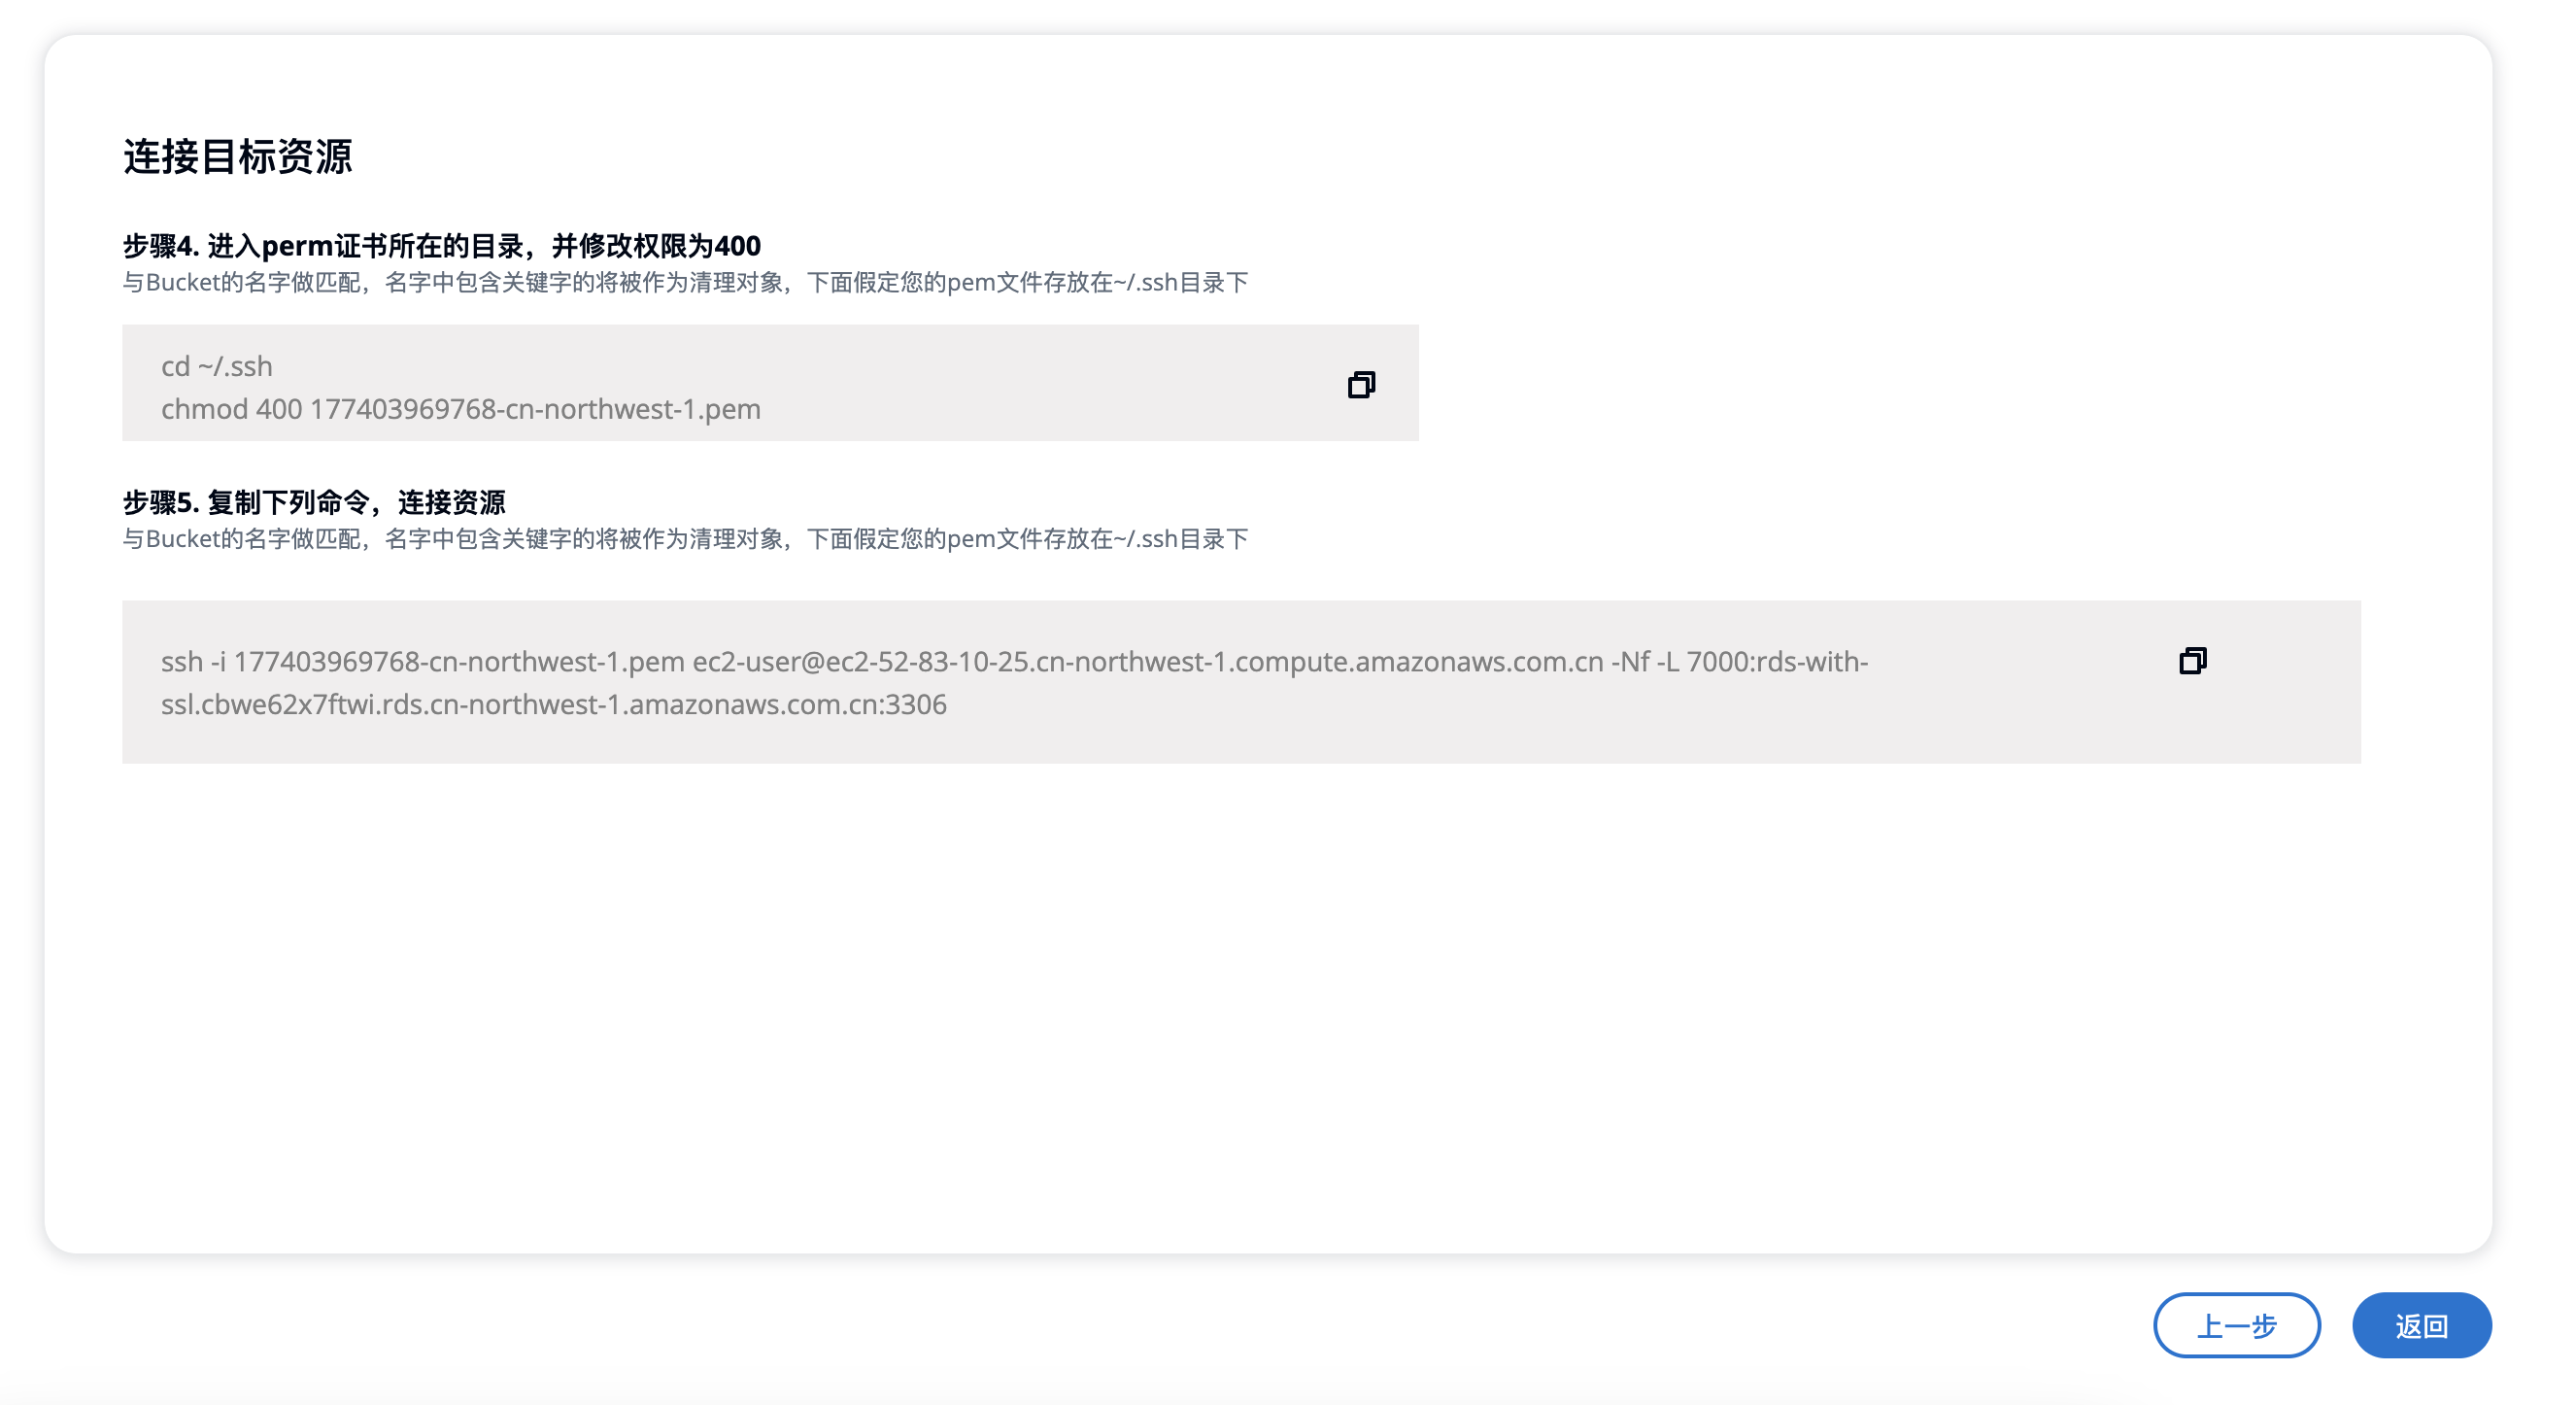 连接目标资源
步骤4. 进入perm证书所在的目录，并修改权限为400
与Bucket的名字做匹配，名字中包含关键字的将被作为清理对象，下面假定您的pem文件存放在~/.ssh目录下
cd ~/.ssh
chmod 400 177403969768-cn-northwest-1.pem
步骤5. 复制下列命令，连接资源
与Bucket的名字做匹配，名字中包含关键字的将被作为清理对象，下面假定您的pem文件存放在~/.ssh目录下
ssh -i 177403969768-cn-northwest-1.pem ec2-user@ec2-52-83-10-25.cn-northwest-1.compute.amazonaws.com.cn -Nf -L 7000:rds-with-
ssl.cbwe62x7ftwi.rds.cn-northwest-1.amazonaws.com.cn:3306
上一步
返回